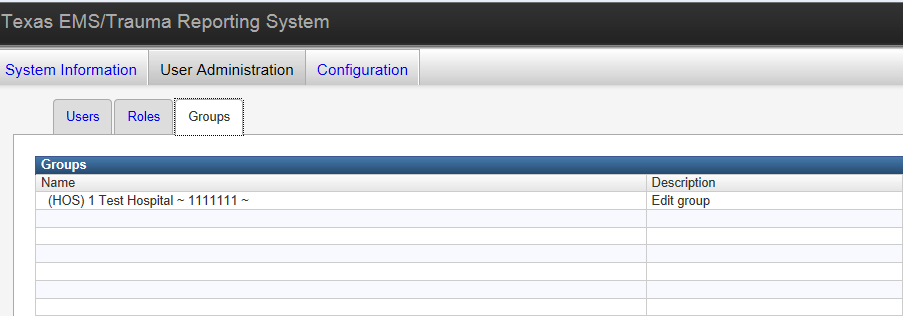 Texas EMS/Trauma Reporting System
System Information User Administration Configuration
Users Roles Groups
Groups
Name Description
(HOS) 1 Test Hospital ~ 1111111 ~ Edit group